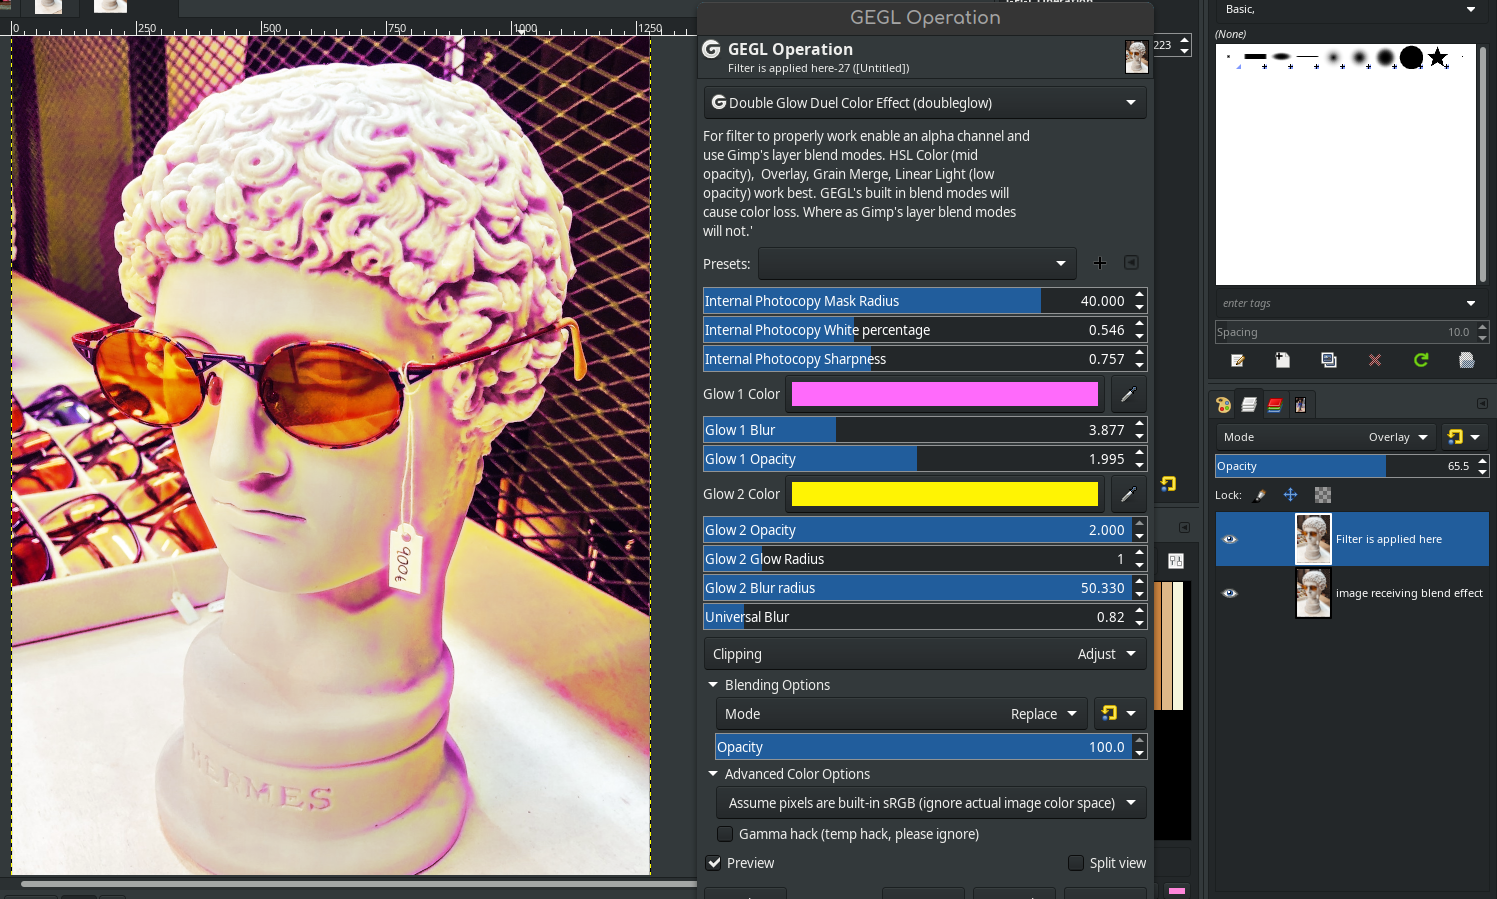 GEGL Operation
GEGL Operation
Filter is applied here-27 ([Untitled])
Double Glow Duel Color Effect (doubleglow)
For filter to properly work enable an alpha channel and
use Gimp's layer blend modes. HSL Color (mid
opacity),  Overlay, Grain Merge, Linear Light (low
opacity) work best. GEGL's built in blend modes will
cause color loss. Where as Gimp's layer blend modes
will not.'
Presets:
Internal Photocopy Mask Radius 40.000
Internal Photocopy White percentage 0.546
Internal Photocopy Sharpness 0.757
Glow 1 Color
Glow 1 Blur 3.877
Glow 1 Opacity 1.995
Glow 2 Color
Glow 2 Opacity 2.000
Glow 2 Glow Radius 1
Glow 2 Blur radius 50.330
Universal Blur 0.82
Clipping Adjust
Blending Options
Mode Replace
Opacity 100.0
Advanced Color Options
Assume pixels are built-in sRGB (ignore actual image color space)
Gamma hack (temp hack, please ignore)
Preview Split view
0 250 500 750 1000 1250
900€
HERMES
223
Basic,
(None)
enter tags
Spacing 10.0
Mode Overlay
Opacity 65.5
Lock:
Filter is applied here
image receiving blend effect